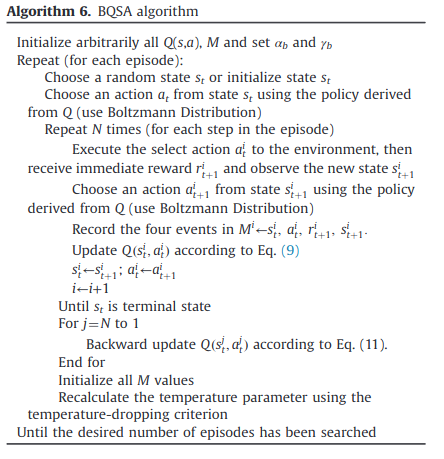 Algorithm 6. BQSA algorithm
Initialize arbitrarily all Q(s,a), M and set α_b and γ_b
Repeat (for each episode):
Choose a random state s_t or initialize state s_t
Choose an action a_t from state s_t using the policy derived
from Q (use Boltzmann Distribution)
Repeat N times (for each step in the episode)
Execute the select action a_t^i to the environment, then
receive immediate reward r_{t+1}^i and observe the new state s_{t+1}^i
Choose an action a_{t+1}^i from state s_{t+1}^i using the policy
derived from Q (use Boltzmann Distribution)
Record the four events in M^i←s_t^i, a_t^i, r_{t+1}^i, s_{t+1}^i.
Update Q(s_t^i, a_t^i) according to Eq. (9)
s_t^i←s_{t+1}^i; a_t^i←a_{t+1}^i
i←i+1
Until s_t is terminal state
For j=N to 1
Backward update Q(s_t^j, a_t^j) according to Eq. (11).
End for
Initialize all M values
Recalculate the temperature parameter using the
temperature-dropping criterion
Until the desired number of episodes has been searched